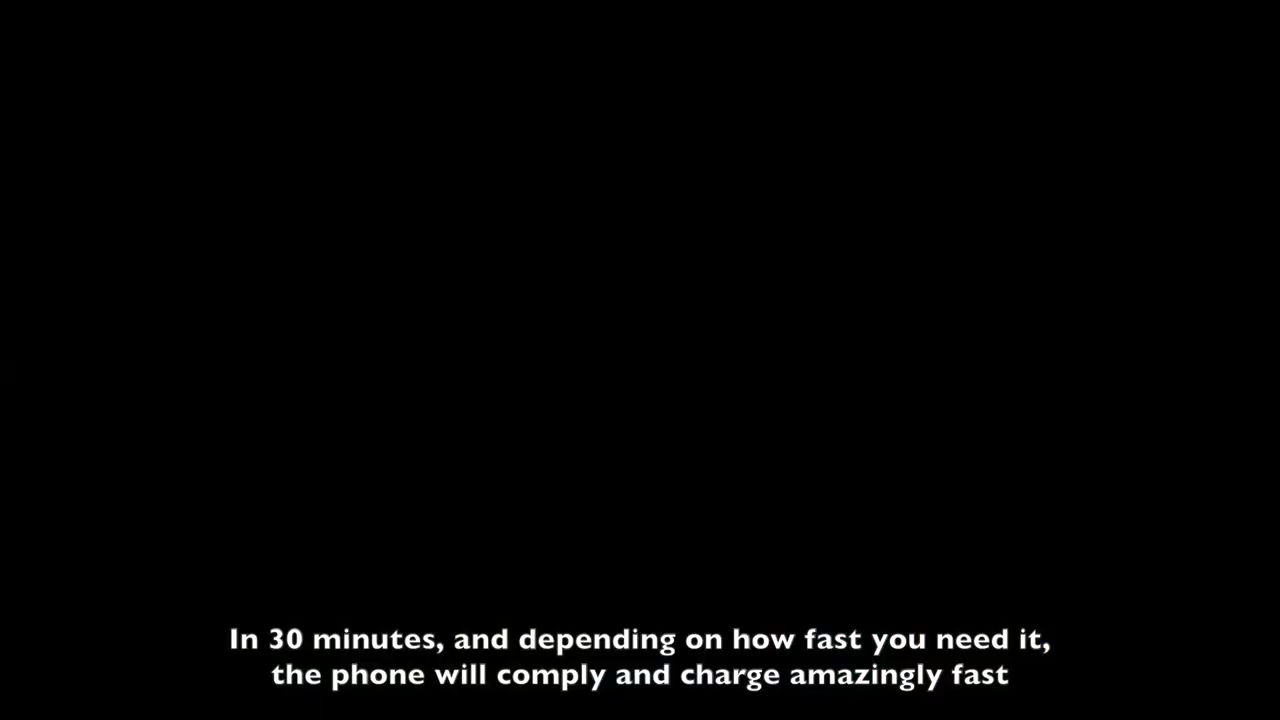 In 30 minutes, and depending on how fast you need it,
the phone will comply and charge amazingly fast